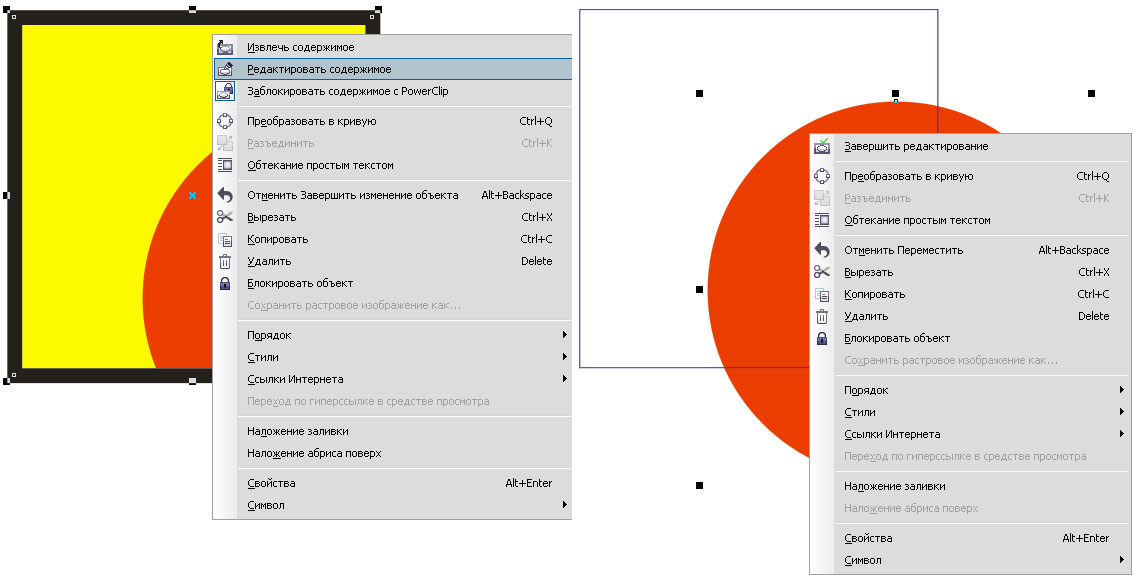 Извлечь содержимое
Редактировать содержимое
Заблокировать содержимое с PowerClip
Преобразовать в кривую Ctrl+Q
Разъединить Ctrl+K
Обтекание простым текстом
Отменить Завершить изменение объекта Alt+Backspace
Вырезать Ctrl+X
Копировать Ctrl+C
Удалить Delete
Блокировать объект
Сохранить растровое изображение как...
Порядок
Стили
Ссылки Интернета
Переход по гиперссылке в средстве просмотра
Наложение заливки
Наложение абриса поверх
Свойства Alt+Enter
Символ
Завершить редактирование
Преобразовать в кривую Ctrl+Q
Разъединить Ctrl+K
Обтекание простым текстом
Отменить Переместить Alt+Backspace
Вырезать Ctrl+X
Копировать Ctrl+C
Удалить Delete
Блокировать объект
Сохранить растровое изображение как...
Порядок
Стили
Ссылки Интернета
Переход по гиперссылке в средстве просмотра
Наложение заливки
Наложение абриса поверх
Свойства Alt+Enter
Символ